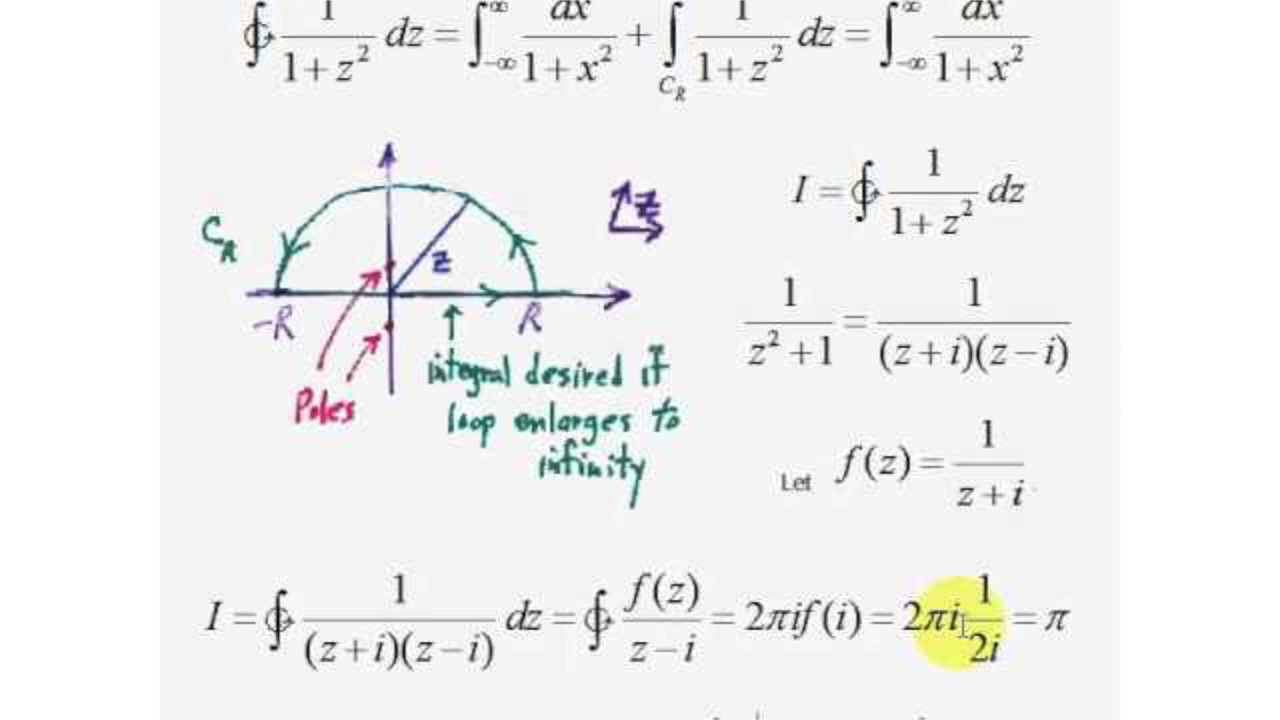 ∮ 1/(1+z²) dz = ∫_{-∞}^{∞} dx/(1+x²) + ∫_{C_R} 1/(1+z²) dz = ∫_{-∞}^{∞} dx/(1+x²)
I = ∮ 1/(1+z²) dz
C_R
z
z
-R
R
Poles
integral desired if
loop enlarges to
infinity
1/(z²+1) = 1/((z+i)(z-i))
Let f(z) = 1/(z+i)
I = ∮ 1/((z+i)(z-i)) dz = ∮ f(z)/(z-i) = 2πif(i) = 2πi 1/(2i) = π